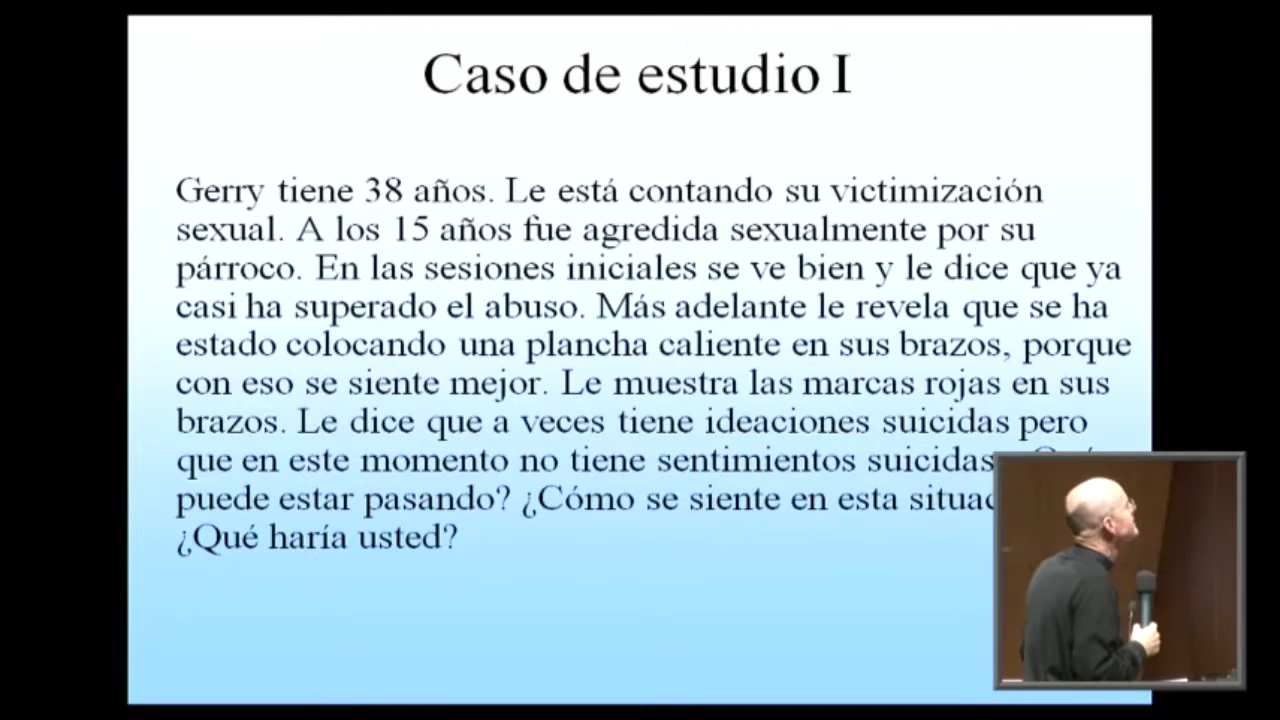 Caso de estudio I
Gerry tiene 38 años. Le está contando su victimización
sexual. A los 15 años fue agredida sexualmente por su
párroco. En las sesiones iniciales se ve bien y le dice que ya
casi ha superado el abuso. Más adelante le revela que se ha
estado colocando una plancha caliente en sus brazos, porque
con eso se siente mejor. Le muestra las marcas rojas en sus
brazos. Le dice que a veces tiene ideaciones suicidas pero
que en este momento no tiene sentimientos suicidas
puede estar pasando? ¿Cómo se siente en esta situac
¿Qué haría usted?